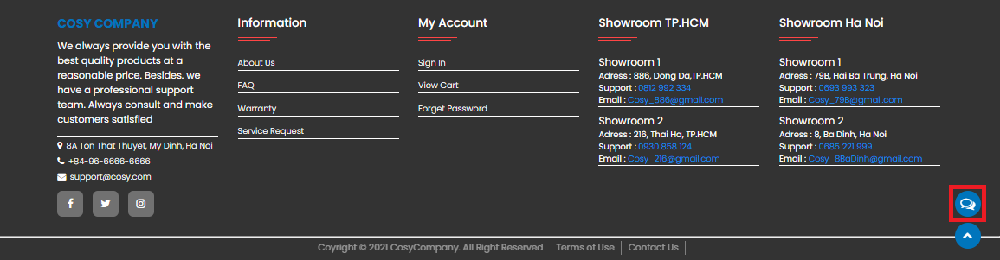 COSY COMPANY
We always provide you with the
best quality products at a
reasonable price. Besides. we
have a professional support
team. Always consult and make
customers satisfied
8A Ton That Thuyet, My Dinh, Ha Noi
+84-96-6666-6666
support@cosy.com
Information
About Us
FAQ
Warranty
Service Request
My Account
Sign In
View Cart
Forget Password
Showroom TP.HCM
Showroom 1
Adress : 886, Dong Da,TP.HCM
Support : 0812 992 334
Email : Cosy_886@gmail.com
Showroom 2
Adress : 216, Thai Ha, TP.HCM
Support : 0930 858 124
Email : Cosy_216@gmail.com
Showroom Ha Noi
Showroom 1
Adress : 79B, Hai Ba Trung, Ha Noi
Support : 0693 993 323
Email : Cosy_79B@gmail.com
Showroom 2
Adress : 8, Ba Dinh, Ha Noi
Support : 0685 221 999
Email : Cosy_8BaDinh@gmail.com
Copyright © 2021 CosyCompany. All Right Reserved Terms of Use Contact Us